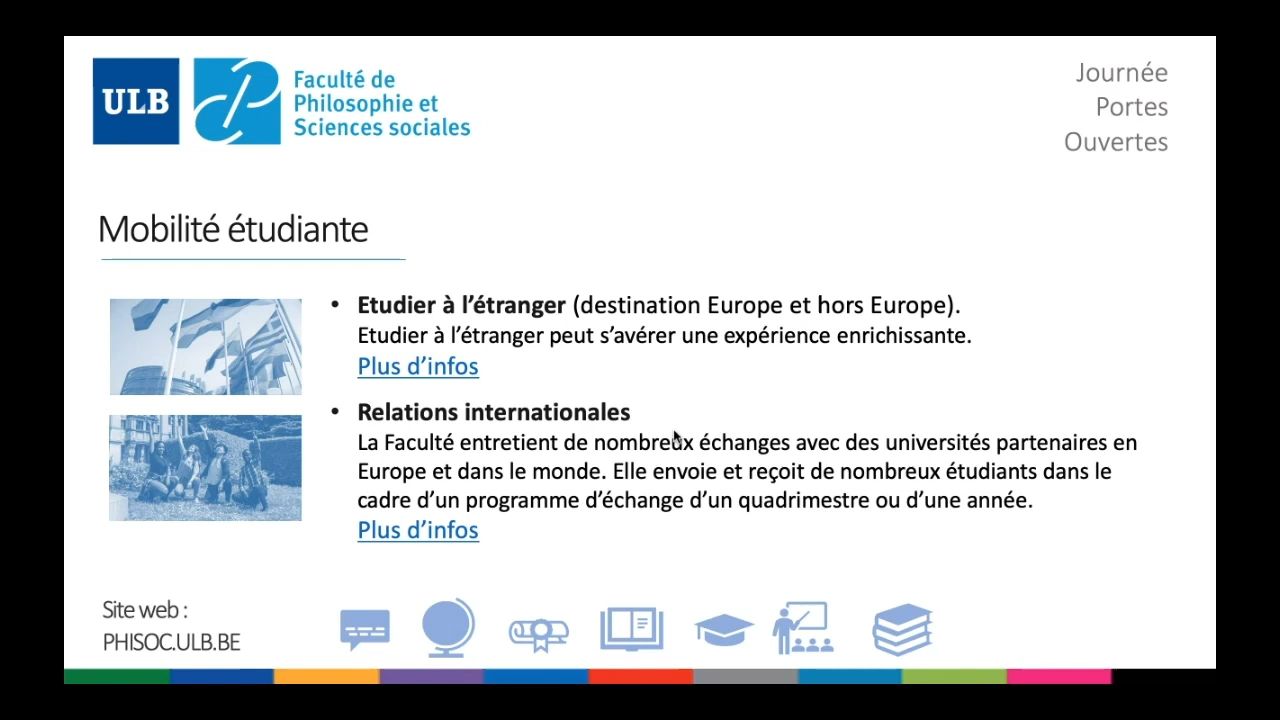 ULB
Faculté de
Philosophie et
Sciences sociales
Journée
Portes
Ouvertes
Mobilité étudiante
• Etudier à l’étranger (destination Europe et hors Europe).
Etudier à l’étranger peut s’avérer une expérience enrichissante.
Plus d’infos
• Relations internationales
La Faculté entretient de nombreux échanges avec des universités partenaires en
Europe et dans le monde. Elle envoie et reçoit de nombreux étudiants dans le
cadre d’un programme d’échange d’un quadrimestre ou d’une année.
Plus d’infos
Site web :
PHISOC.ULB.BE